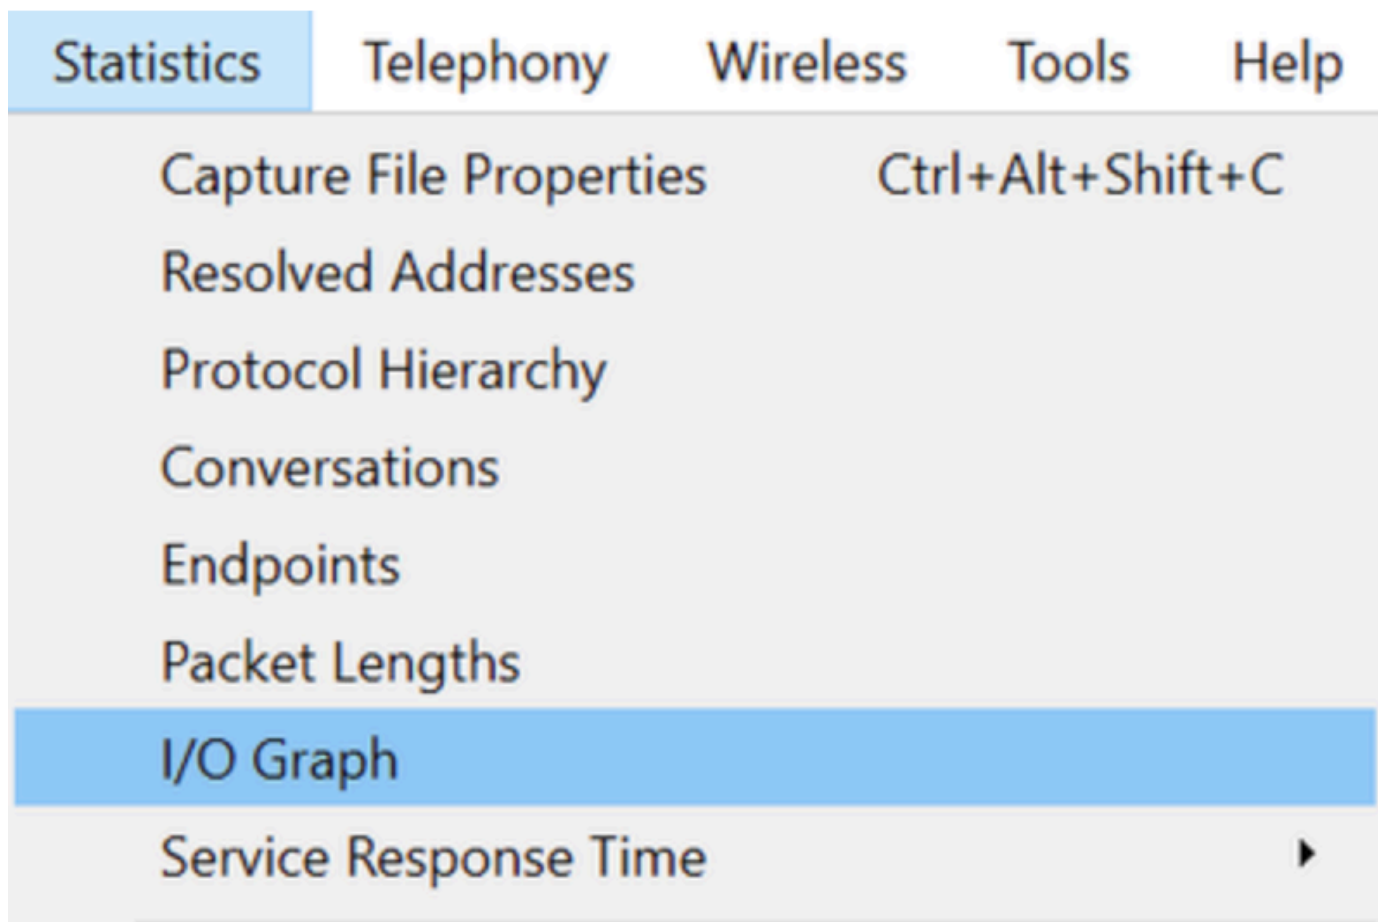 Statistics Telephony Wireless Tools Help
Capture File Properties Ctrl+Alt+Shift+C
Resolved Addresses
Protocol Hierarchy
Conversations
Endpoints
Packet Lengths
I/O Graph
Service Response Time